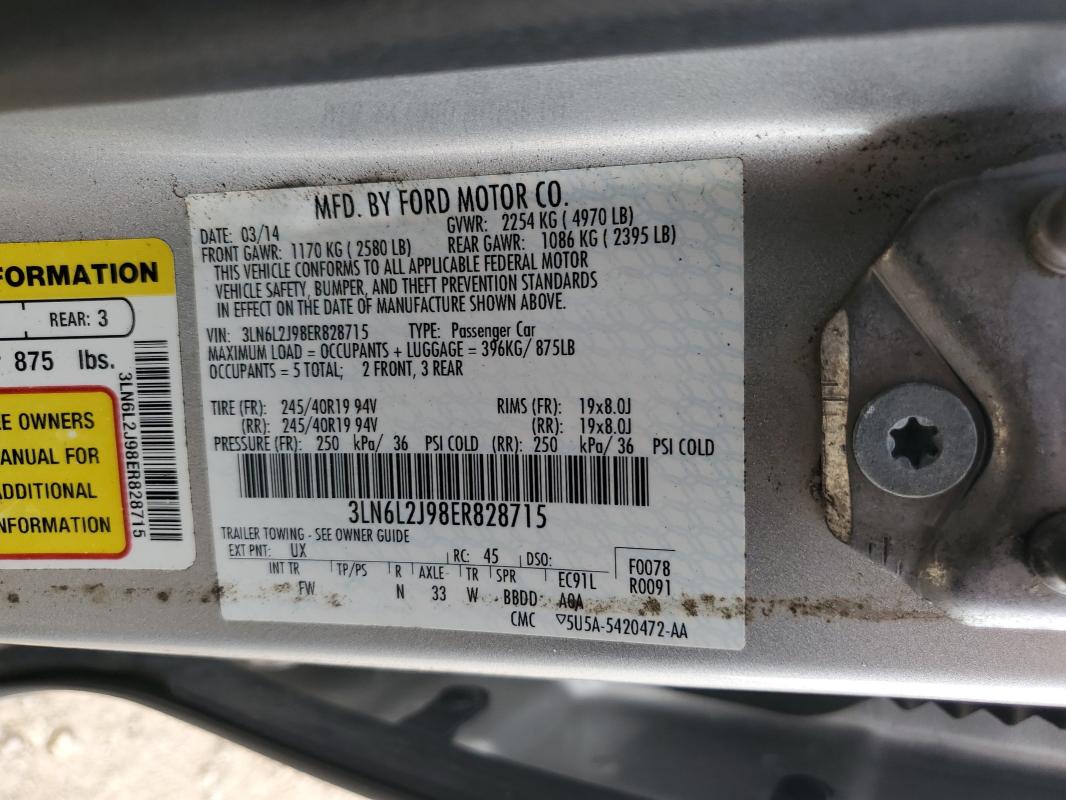 FORMATION
REAR: 3
875 lbs.
E OWNERS
ANUAL FOR
ADDITIONAL
NFORMATION
3LN6L2J98ER828715
MFD. BY FORD MOTOR CO.
DATE: 03/14 GVWR: 2254 KG ( 4970 LB)
FRONT GAWR: 1170 KG ( 2580 LB) REAR GAWR: 1086 KG ( 2395 LB)
THIS VEHICLE CONFORMS TO ALL APPLICABLE FEDERAL MOTOR
VEHICLE SAFETY, BUMPER, AND THEFT PREVENTION STANDARDS
IN EFFECT ON THE DATE OF MANUFACTURE SHOWN ABOVE.
VIN: 3LN6L2J98ER828715 TYPE: Passenger Car
MAXIMUM LOAD = OCCUPANTS + LUGGAGE = 396KG/ 875LB
OCCUPANTS = 5 TOTAL; 2 FRONT, 3 REAR
TIRE (FR): 245/40R19 94V RIMS (FR): 19x8.0J
(RR): 245/40R19 94V (RR): 19x8.0J
PRESSURE (FR): 250 kPa/ 36 PSI COLD (RR): 250 kPa/ 36 PSI COLD
3LN6L2J98ER828715
TRAILER TOWING - SEE OWNER GUIDE
EXT PNT: UX RC: 45 DSO: F0078
INT TR TP/PS R AXLE TR SPR EC91L R0091
FW N 33 W BBDD A0A
CMC ▽5U5A-5420472-AA